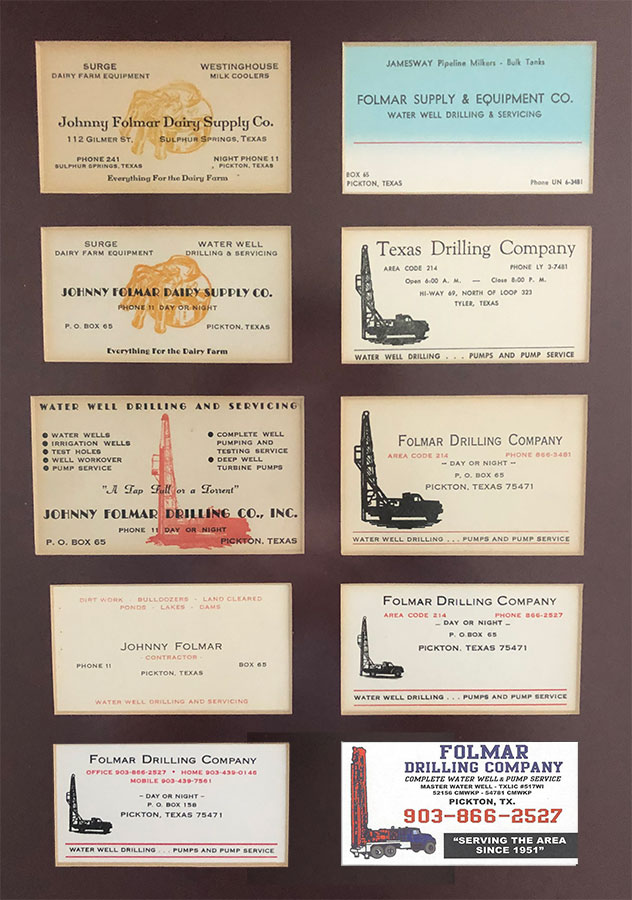 SURGE
DAIRY FARM EQUIPMENT
WESTINGHOUSE
MILK COOLERS
Johnny Folmar Dairy Supply Co.
112 GILMER ST. SULPHUR SPRINGS, TEXAS
PHONE 241
SULPHUR SPRINGS, TEXAS
NIGHT PHONE 11
PICKTON, TEXAS
Everything For the Dairy Farm
JAMESWAY Pipeline Milkers - Bulk Tanks
FOLMAR SUPPLY & EQUIPMENT CO.
WATER WELL DRILLING & SERVICING
BOX 65
PICKTON, TEXAS
Phone UN 6-3481
SURGE
DAIRY FARM EQUIPMENT
WATER WELL
DRILLING & SERVICING
JOHNNY FOLMAR DAIRY SUPPLY CO.
PHONE 11 DAY OR NIGHT
P. O. BOX 65 PICKTON, TEXAS
Everything For the Dairy Farm
Texas Drilling Company
AREA CODE 214 PHONE LY 3-7481
Open 6:00 A. M. — Close 8:00 P. M.
HI-WAY 69, NORTH OF LOOP 323
TYLER, TEXAS
WATER WELL DRILLING . . . PUMPS AND PUMP SERVICE
WATER WELL DRILLING AND SERVICING
● WATER WELLS
● IRRIGATION WELLS
● TEST HOLES
● WELL WORKOVER
● PUMP SERVICE
● COMPLETE WELL
PUMPING AND
TESTING SERVICE
● DEEP WELL
TURBINE PUMPS
"A Tap Full or a Torrent"
JOHNNY FOLMAR DRILLING CO., INC.
PHONE 11 DAY OR NIGHT
P. O. BOX 65 PICKTON, TEXAS
FOLMAR DRILLING COMPANY
AREA CODE 214 PHONE 866-3481
— DAY OR NIGHT —
P. O. BOX 65
PICKTON, TEXAS 75471
WATER WELL DRILLING . . . PUMPS AND PUMP SERVICE
DIRT WORK - BULLDOZERS - LAND CLEARED
PONDS - LAKES - DAMS
JOHNNY FOLMAR
- CONTRACTOR -
PHONE 11 BOX 65
PICKTON, TEXAS
WATER WELL DRILLING AND SERVICING
FOLMAR DRILLING COMPANY
AREA CODE 214 PHONE 866-2527
— DAY OR NIGHT —
P. O. BOX 65
PICKTON, TEXAS 75471
WATER WELL DRILLING . . . PUMPS AND PUMP SERVICE
FOLMAR DRILLING COMPANY
OFFICE 903-866-2527 • HOME 903-439-0146
MOBILE 903-439-7561
– DAY OR NIGHT –
P. O. BOX 158
PICKTON, TEXAS 75471
WATER WELL DRILLING . . . PUMPS AND PUMP SERVICE
FOLMAR
DRILLING COMPANY
COMPLETE WATER WELL & PUMP SERVICE
MASTER WATER WELL - TXLIC #517WI
52156 CMWKP - 54781 CMWKP
PICKTON, TX.
903-866-2527
"SERVING THE AREA
SINCE 1951"